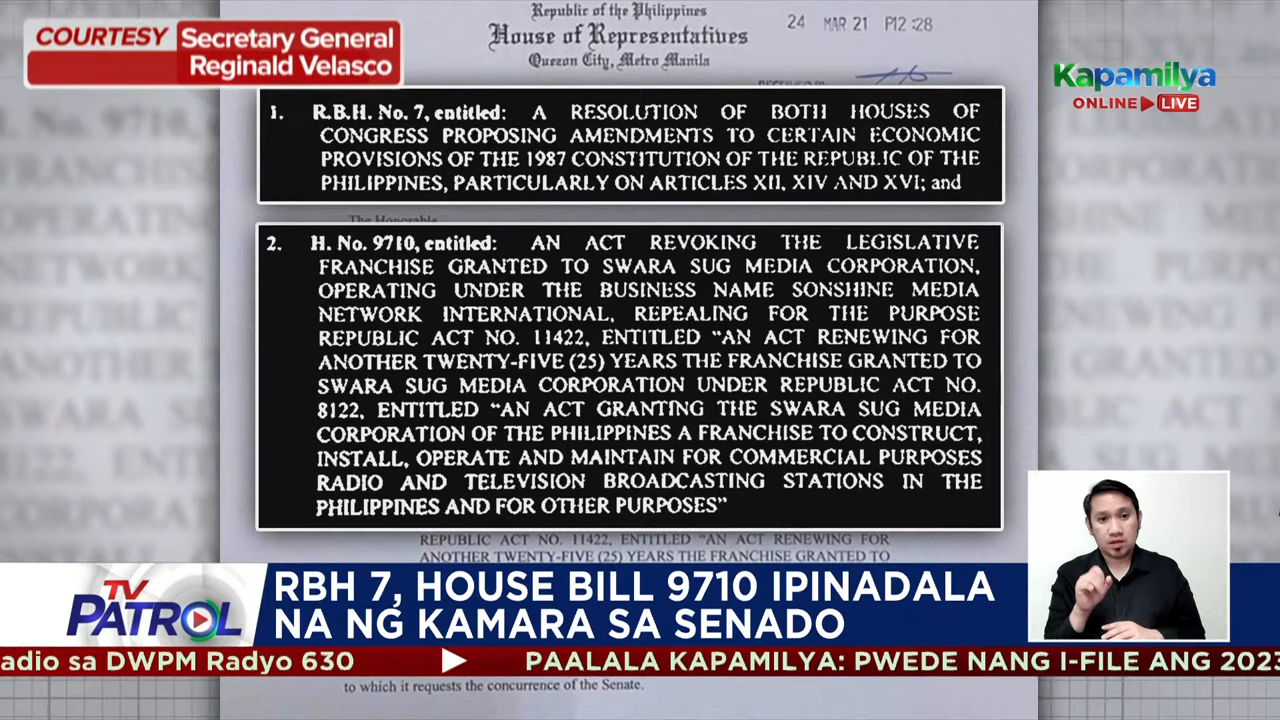 Republic of the Philippines
House of Representatives
Quezon City, Metro Manila
24 MAR 21 P12:28
COURTESY
Secretary General
Reginald Velasco
Kapamilya
ONLINE LIVE
1. R.B.H. No. 7, entitled: A RESOLUTION OF BOTH HOUSES OF
CONGRESS PROPOSING AMENDMENTS TO CERTAIN ECONOMIC
PROVISIONS OF THE 1987 CONSTITUTION OF THE REPUBLIC OF THE
PHILIPPINES, PARTICULARLY ON ARTICLES XII, XIV AND XVI; and
The Honorable
2. H. No. 9710, entitled: AN ACT REVOKING THE LEGISLATIVE
FRANCHISE GRANTED TO SWARA SUG MEDIA CORPORATION,
OPERATING UNDER THE BUSINESS NAME SONSHINE MEDIA
NETWORK INTERNATIONAL, REPEALING FOR THE PURPOSE
REPUBLIC ACT NO. 11422, ENTITLED “AN ACT RENEWING FOR
ANOTHER TWENTY-FIVE (25) YEARS THE FRANCHISE GRANTED TO
SWARA SUG MEDIA CORPORATION UNDER REPUBLIC ACT NO.
8122, ENTITLED “AN ACT GRANTING THE SWARA SUG MEDIA
CORPORATION OF THE PHILIPPINES A FRANCHISE TO CONSTRUCT,
INSTALL, OPERATE AND MAINTAIN FOR COMMERCIAL PURPOSES
RADIO AND TELEVISION BROADCASTING STATIONS IN THE
PHILIPPINES AND FOR OTHER PURPOSES”
REPUBLIC ACT NO. 11422, ENTITLED “AN ACT RENEWING FOR
ANOTHER TWENTY-FIVE (25) YEARS THE FRANCHISE GRANTED TO
TV PATROL
RBH 7, HOUSE BILL 9710 IPINADALA
NA NG KAMARA SA SENADO
adio sa DWPM Radyo 630 PAALALA KAPAMILYA: PWEDE NANG I-FILE ANG 2023
to which it requests the concurrence of the Senate.